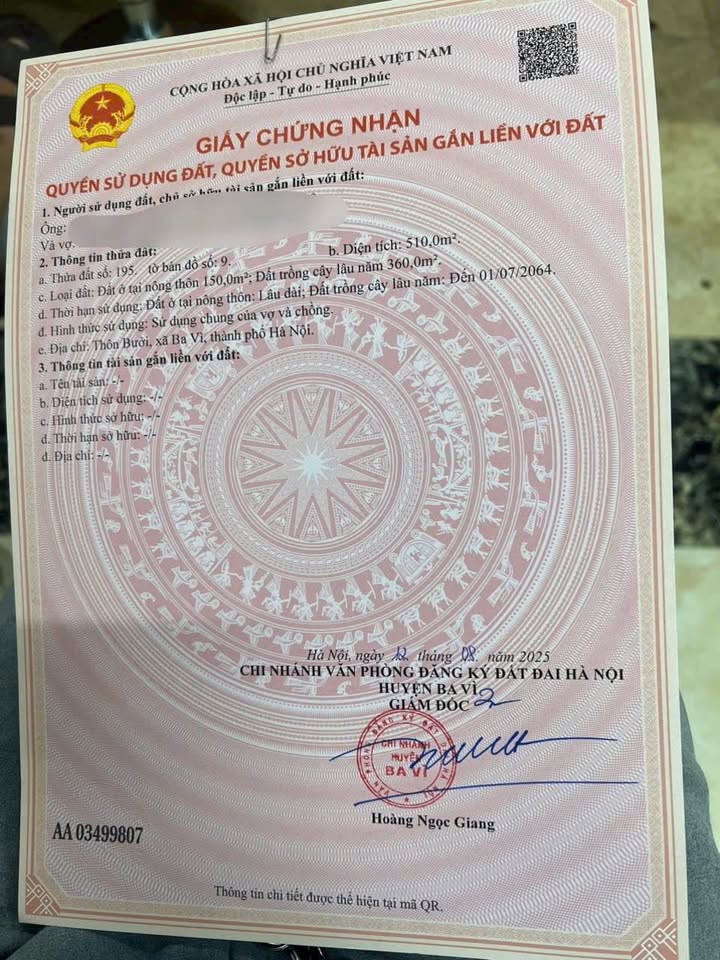 CỘNG HÒA XÃ HỘI CHỦ NGHĨA VIỆT NAM
Độc lập - Tự do - Hạnh phúc
GIẤY CHỨNG NHẬN
QUYỀN SỬ DỤNG ĐẤT, QUYỀN SỞ HỮU TÀI SẢN GẮN LIỀN VỚI ĐẤT
1. Người sử dụng đất, chủ sở hữu tài sản gắn liền với đất:
Ông:
Và vợ.
2. Thông tin thửa đất:
a. Thửa đất số: 195. tờ bản đồ số: 9. b. Diện tích: 510,0m².
c. Loại đất: Đất ở tại nông thôn 150,0m²; Đất trồng cây lâu năm 360,0m².
d. Thời hạn sử dụng: Đất ở tại nông thôn: Lâu dài; Đất trồng cây lâu năm: Đến 01/07/2064.
đ. Hình thức sử dụng: Sử dụng chung của vợ và chồng.
e. Địa chỉ: Thôn Bưởi, xã Ba Vì, thành phố Hà Nội.
3. Thông tin tài sản gắn liền với đất:
a. Tên tài sản: -/-
b. Diện tích sử dụng: -/-
c. Hình thức sở hữu: -/-
d. Thời hạn sở hữu: -/-
đ. Địa chỉ: -/-
Hà Nội, ngày 12 tháng 08. năm 2025
CHI NHÁNH VĂN PHÒNG ĐĂNG KÝ ĐẤT ĐAI HÀ NỘI
HUYỆN BA VÌ
GIÁM ĐỐC
CHI NHÁNH
HUYỆN
BA VÌ
Hoàng Ngọc Giang
AA 03499807
Thông tin chi tiết được thể hiện tại mã QR.